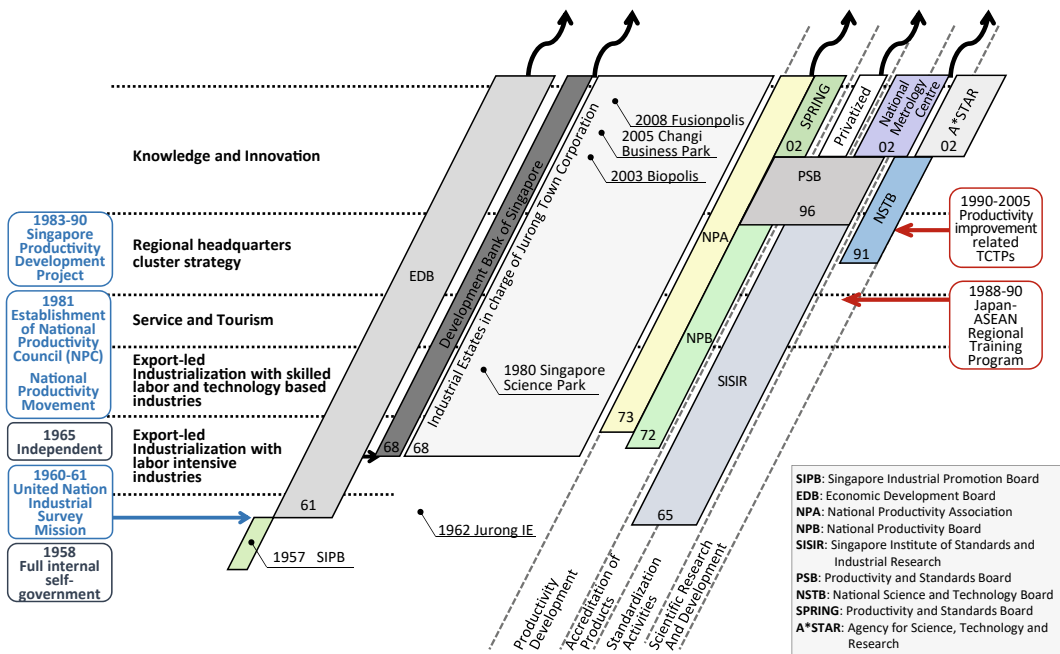 Knowledge and Innovation
Regional headquarters
cluster strategy
Service and Tourism
Export-led
Industrialization with skilled
labor and technology based
industries
Export-led
Industrialization with
labor intensive
industries
1983-90
Singapore
Productivity
Development
Project
1981
Establishment
of National
Productivity
Council (NPC)
National
Productivity
Movement
1965
Independent
1960-61
United Nation
Industrial
Survey
Mission
1958
Full internal
self-
government
1957 SIPB
EDB
61
Development Bank of Singapore
68
Industrial Estates in charge of Jurong Town Corporation
68
2008 Fusionpolis
2005 Changi
Business Park
2003 Biopolis
1980 Singapore
Science Park
1962 Jurong IE
NPA
73
NPB
72
SISIR
65
PSB
96
SPRING
02
Privatized
National
Metrology
Centre
02
A*STAR
02
NSTB
91
1990-2005
Productivity
improvement
related
TCTPs
1988-90
Japan-
ASEAN
Regional
Training
Program
Productivity
Development
Accreditation of
Products
Standardization
Activities
Scientific Research
And Development
SIPB: Singapore Industrial Promotion Board
EDB: Economic Development Board
NPA: National Productivity Association
NPB: National Productivity Board
SISIR: Singapore Institute of Standards and
Industrial Research
PSB: Productivity and Standards Board
NSTB: National Science and Technology Board
SPRING: Productivity and Standards Board
A*STAR: Agency for Science, Technology and
Research